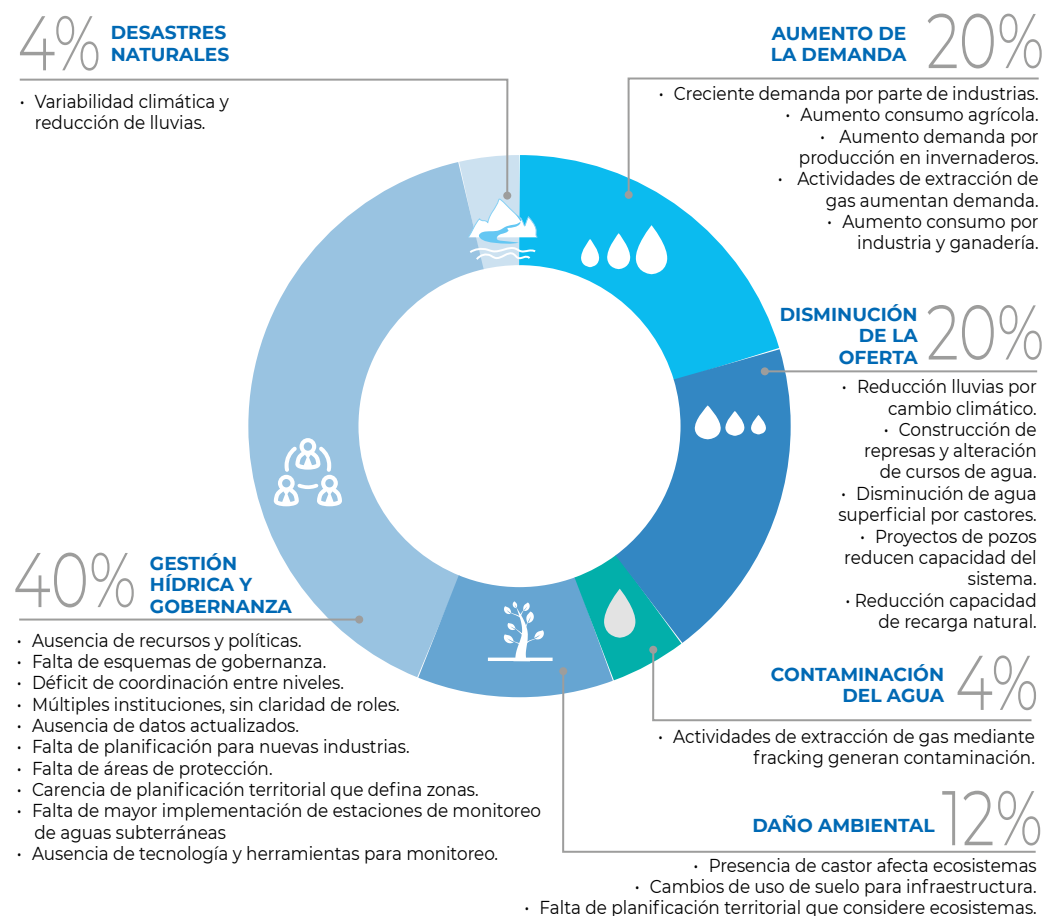 4% DESASTRES
NATURALES
• Variabilidad climática y
reducción de lluvias.
AUMENTO DE
LA DEMANDA 20%
• Creciente demanda por parte de industrias.
• Aumento consumo agrícola.
• Aumento demanda por
producción en invernaderos.
• Actividades de extracción de
gas aumentan demanda.
• Aumento consumo por
industria y ganadería.
DISMINUCIÓN
DE LA
OFERTA 20%
• Reducción lluvias por
cambio climático.
• Construcción de
represas y alteración
de cursos de agua.
• Disminución de agua
superficial por castores.
• Proyectos de pozos
reducen capacidad del
sistema.
• Reducción capacidad
de recarga natural.
40% GESTIÓN
HÍDRICA Y
GOBERNANZA
• Ausencia de recursos y políticas.
• Falta de esquemas de gobernanza.
• Déficit de coordinación entre niveles.
• Múltiples instituciones, sin claridad de roles.
• Ausencia de datos actualizados.
• Falta de planificación para nuevas industrias.
• Falta de áreas de protección.
• Carencia de planificación territorial que defina zonas.
• Falta de mayor implementación de estaciones de monitoreo
de aguas subterráneas
• Ausencia de tecnología y herramientas para monitoreo.
CONTAMINACIÓN
DEL AGUA 4%
• Actividades de extracción de gas mediante
fracking generan contaminación.
DAÑO AMBIENTAL 12%
• Presencia de castor afecta ecosistemas
• Cambios de uso de suelo para infraestructura.
• Falta de planificación territorial que considere ecosistemas.